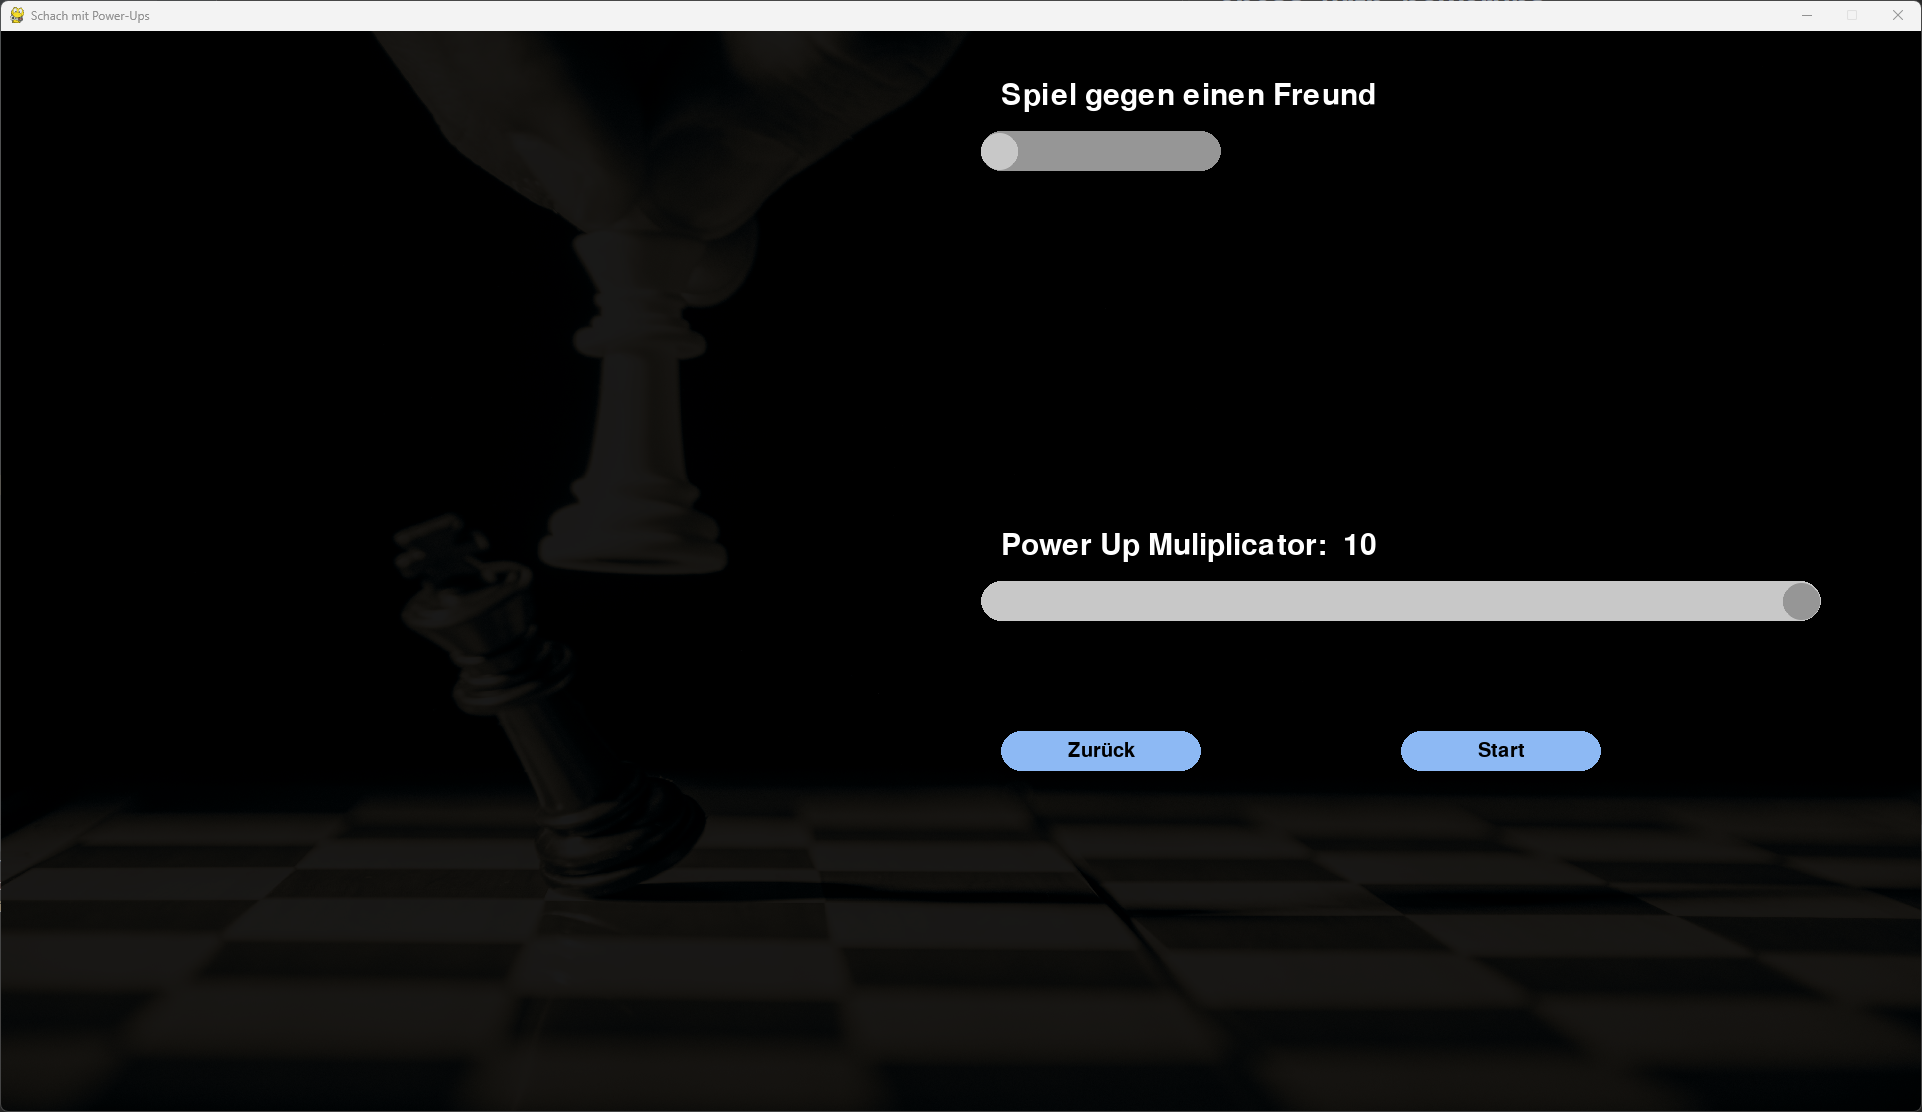 Schach mit Power-Ups
Spiel gegen einen Freund
Power Up Muliplicator: 10
Zurück
Start